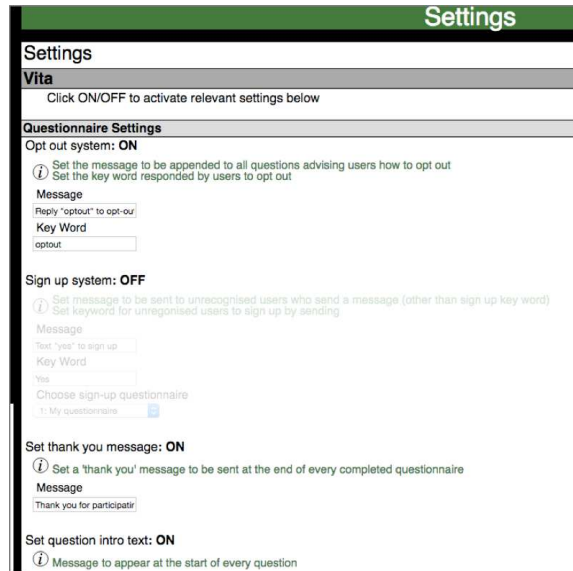 Settings
Settings
Vita
Click ON/OFF to activate relevant settings below
Questionnaire Settings
Opt out system: ON
i Set the message to be appended to all questions advising users how to opt out
Set the key word responded by users to opt out
Message
Reply "optout" to opt-ou
Key Word
optout
Sign up system: OFF
i Set message to be sent to unrecognised users who send a message (other than sign up key word)
Set keyword for unregonised users to sign up by sending
Message
Text "yes" to sign up
Key Word
Yes
Choose sign-up questionnaire
1: My questionnaire
Set thank you message: ON
i Set a 'thank you' message to be sent at the end of every completed questionnaire
Message
Thank you for participatir
Set question intro text: ON
i Message to appear at the start of every question